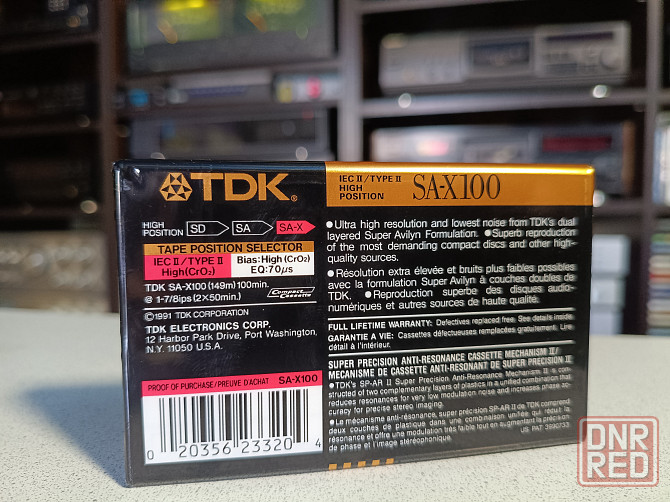 TDK®
IEC II / TYPE II
HIGH
POSITION
SA-X100
HIGH
POSITION
SD
SA
SA-X
TAPE POSITION SELECTOR
IEC II / TYPE II
High(CrO₂)
Bias: High (CrO₂)
EQ: 70µs
TDK SA-X100 (149m) 100min.
@ 1-7/8ips (2×50min.)
Compact Cassette
©1991 TDK CORPORATION
TDK ELECTRONICS CORP.
12 Harbor Park Drive, Port Washington,
N.Y. 11050 U.S.A.
PROOF OF PURCHASE/PREUVE D'ACHAT SA-X100
0 20356 23320 4
●Ultra high resolution and lowest noise from TDK's dual
layered Super Avilyn Formulation. ●Superb reproduction
of the most demanding compact discs and other high-
quality sources.
●Résolution extra élevée et bruits plus faibles possibles
avec la formulation Super Avilyn à couches doubles de
TDK. ●Reproduction superbe des disques audio-
numériques et autres sources de haute qualité.
FULL LIFETIME WARRANTY: Defectives replaced free. See details inside
GARANTIE A VIE: Cassettes défectueuses remplacées gratuitement. Lire
détail à l'intérieur.
SUPER PRECISION ANTI-RESONANCE CASSETTE MECHANISM II/
MECANISME DE CASSETTE ANTI-RESONANT DE SUPER PRECISION II
●TDK's SP-AR II Super Precision, Anti-Resonance Mechanism II is con-
structed of two complementary layers of plastics in a unified combination that
reduces resonances for very low modulation noise and increases phase ac-
curacy for precise stereo imaging.
●Le mécanisme anti-résonance, super précision SP-AR II de TDK comprend
deux couches de plastique dans une combinaison unifiée qui réduit la
résonance et offre une modulation très faible tout en augmentant la précision
de phase et l'image stéréophonique.
US. PAT 3990733
DNR
RED